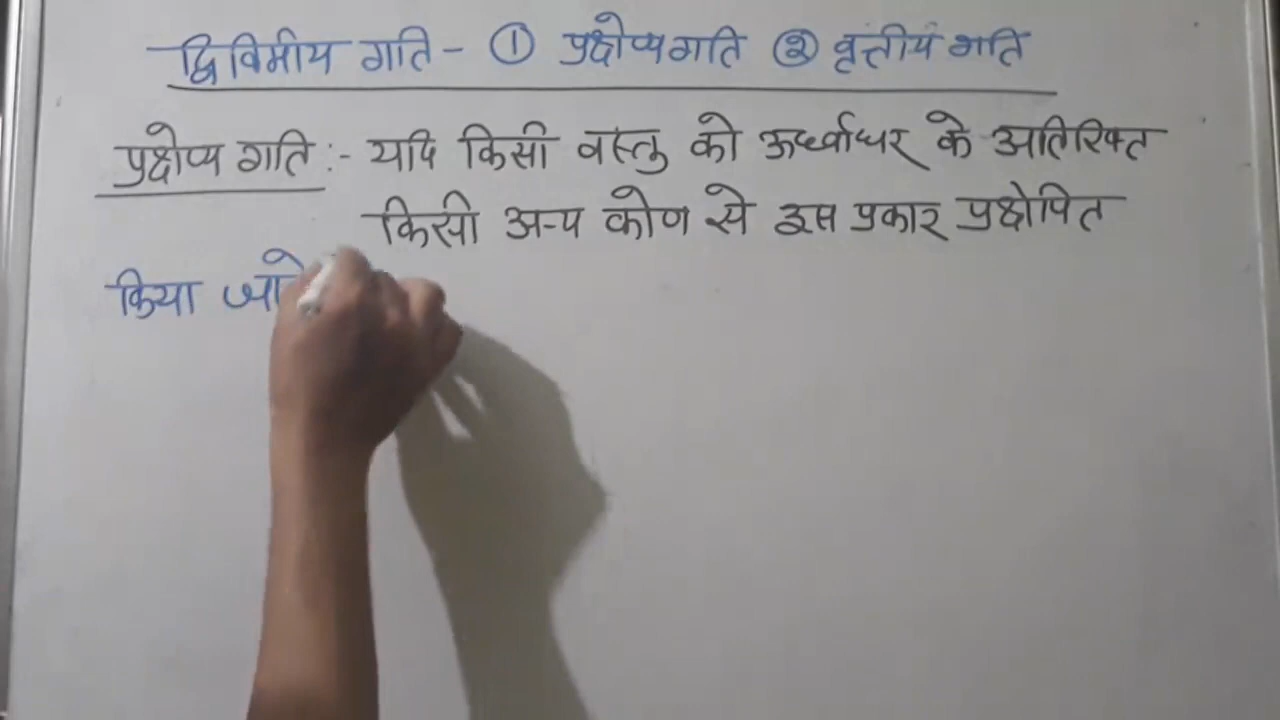 द्विविमीय गति - ① प्रक्षेप्य गति ② वृत्तीय गति
प्रक्षेप्य गति :- यदि किसी वस्तु को ऊर्ध्वाधर के अतिरिक्त
किसी अन्य कोण से इस प्रकार प्रक्षेपित
किया जाये